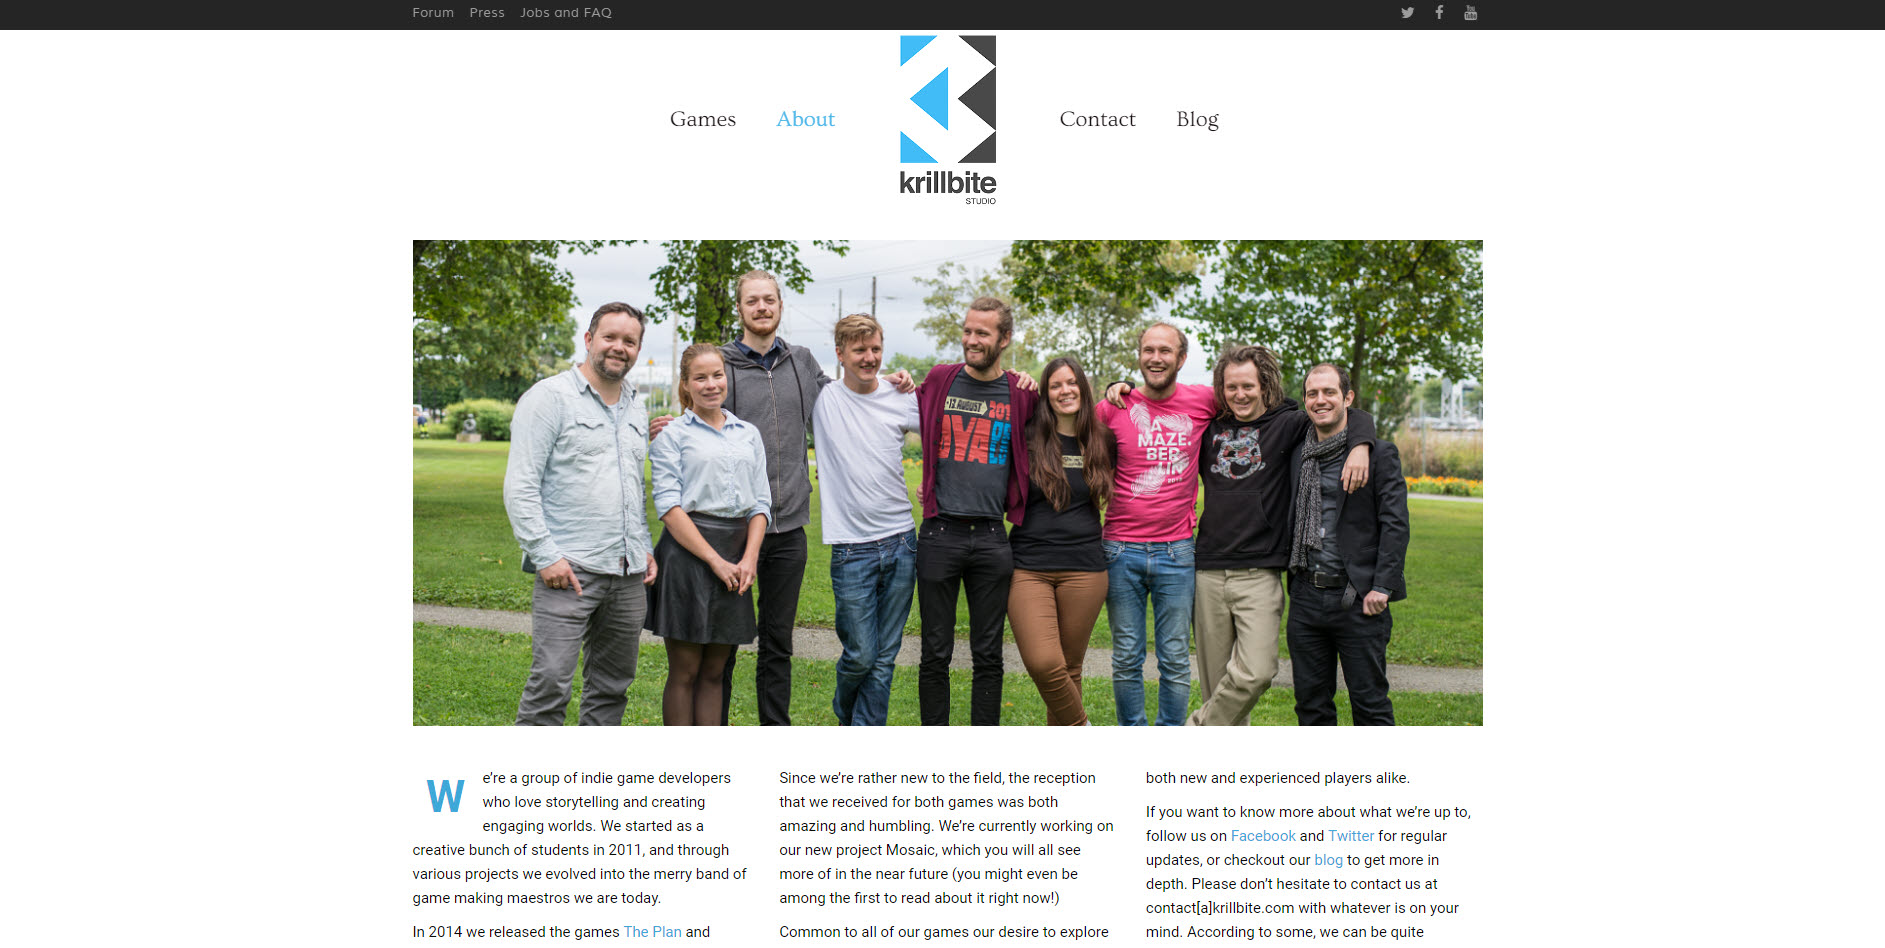 Forum Press Jobs and FAQ
Games About Contact Blog
krillbite
STUDIO
12. AUGUST 201
A
MAZE.
BER
LIN
We're a group of indie game developers
who love storytelling and creating
engaging worlds. We started as a
creative bunch of students in 2011, and through
various projects we evolved into the merry band of
game making maestros we are today.
In 2014 we released the games The Plan and
Since we're rather new to the field, the reception
that we received for both games was both
amazing and humbling. We're currently working on
our new project Mosaic, which you will all see
more of in the near future (you might even be
among the first to read about it right now!)
Common to all of our games our desire to explore
both new and experienced players alike.
If you want to know more about what we're up to,
follow us on Facebook and Twitter for regular
updates, or checkout our blog to get more in
depth. Please don't hesitate to contact us at
contact[a]krillbite.com with whatever is on your
mind. According to some, we can be quite